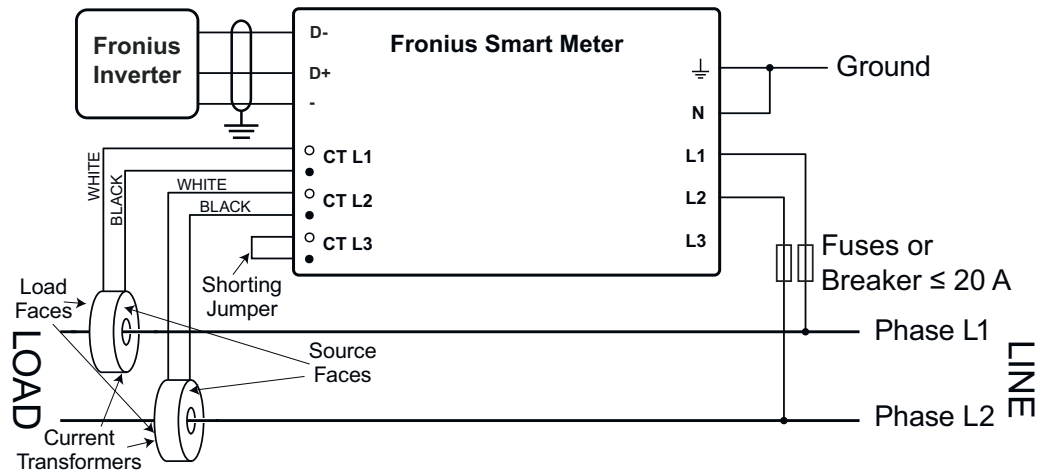 Fronius
Inverter
Fronius Smart Meter
D-
D+
-
CT L1
CT L2
CT L3
N
L1
L2
L3
Ground
WHITE
BLACK
WHITE
BLACK
Shorting
Jumper
Fuses or
Breaker ≤ 20 A
Load
Faces
Source
Faces
Current
Transformers
LOAD
LINE
Phase L1
Phase L2